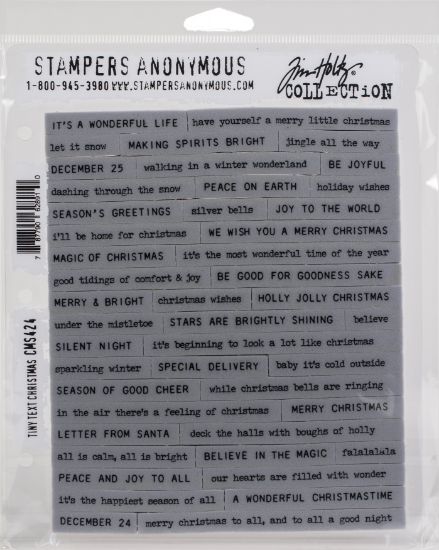 STAMPERS ANONYMOUS
1-800-945-3980 WWW.STAMPERSANONYMOUS.COM
Tim Holtz
COLLECTION
IT'S A WONDERFUL LIFE have yourself a merry little christmas
let it snow MAKING SPIRITS BRIGHT jingle all the way
DECEMBER 25 walking in a winter wonderland BE JOYFUL
dashing through the snow PEACE ON EARTH holiday wishes
SEASON'S GREETINGS silver bells JOY TO THE WORLD
i'll be home for christmas WE WISH YOU A MERRY CHRISTMAS
MAGIC OF CHRISTMAS it's the most wonderful time of the year
good tidings of comfort & joy BE GOOD FOR GOODNESS SAKE
MERRY & BRIGHT christmas wishes HOLLY JOLLY CHRISTMAS
under the mistletoe STARS ARE BRIGHTLY SHINING believe
SILENT NIGHT it's beginning to look a lot like christmas
sparkling winter SPECIAL DELIVERY baby it's cold outside
SEASON OF GOOD CHEER while christmas bells are ringing
in the air there's a feeling of christmas MERRY CHRISTMAS
LETTER FROM SANTA deck the halls with boughs of holly
all is calm, all is bright BELIEVE IN THE MAGIC falalalala
PEACE AND JOY TO ALL our hearts are filled with wonder
it's the happiest season of all A WONDERFUL CHRISTMASTIME
DECEMBER 24 merry christmas to all, and to all a good night
TINY TEXT CHRISTMAS CMS424